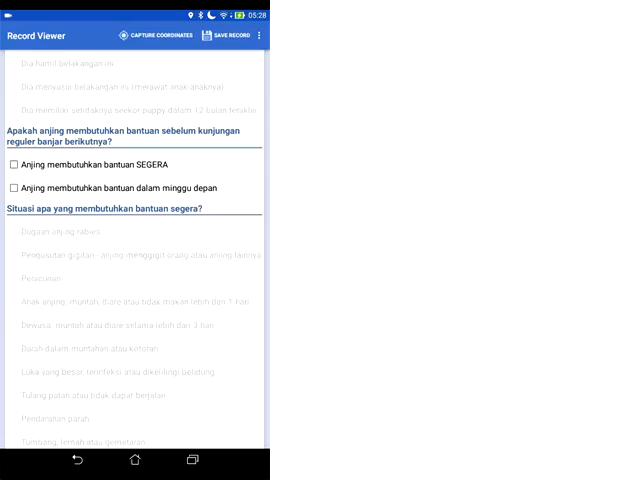 05:28
Record Viewer
CAPTURE COORDINATES
SAVE RECORD
Dia hamil belakangan ini
Dia menyusui belakangan ini (merawat anak-anaknya)
Dia memiliki setidaknya seekor puppy dalam 12 bulan terakhir
Apakah anjing membutuhkan bantuan sebelum kunjungan
reguler banjar berikutnya?
Anjing membutuhkan bantuan SEGERA
Anjing membutuhkan bantuan dalam minggu depan
Situasi apa yang membutuhkan bantuan segera?
Dugaan anjing rabies
Pengusutan gigitan - anjing menggigit orang atau anjing lainnya
Peracunan
Anak anjing: muntah, diare atau tidak makan lebih dari 1 hari
Dewasa: muntah atau diare selama lebih dari 3 hari
Darah dalam muntahan atau kotoran
Luka yang besar, terinfeksi atau dikelilingi belatung
Tulang patah atau tidak dapat berjalan
Pendarahan parah
Tumbang, lemah atau gemetaran